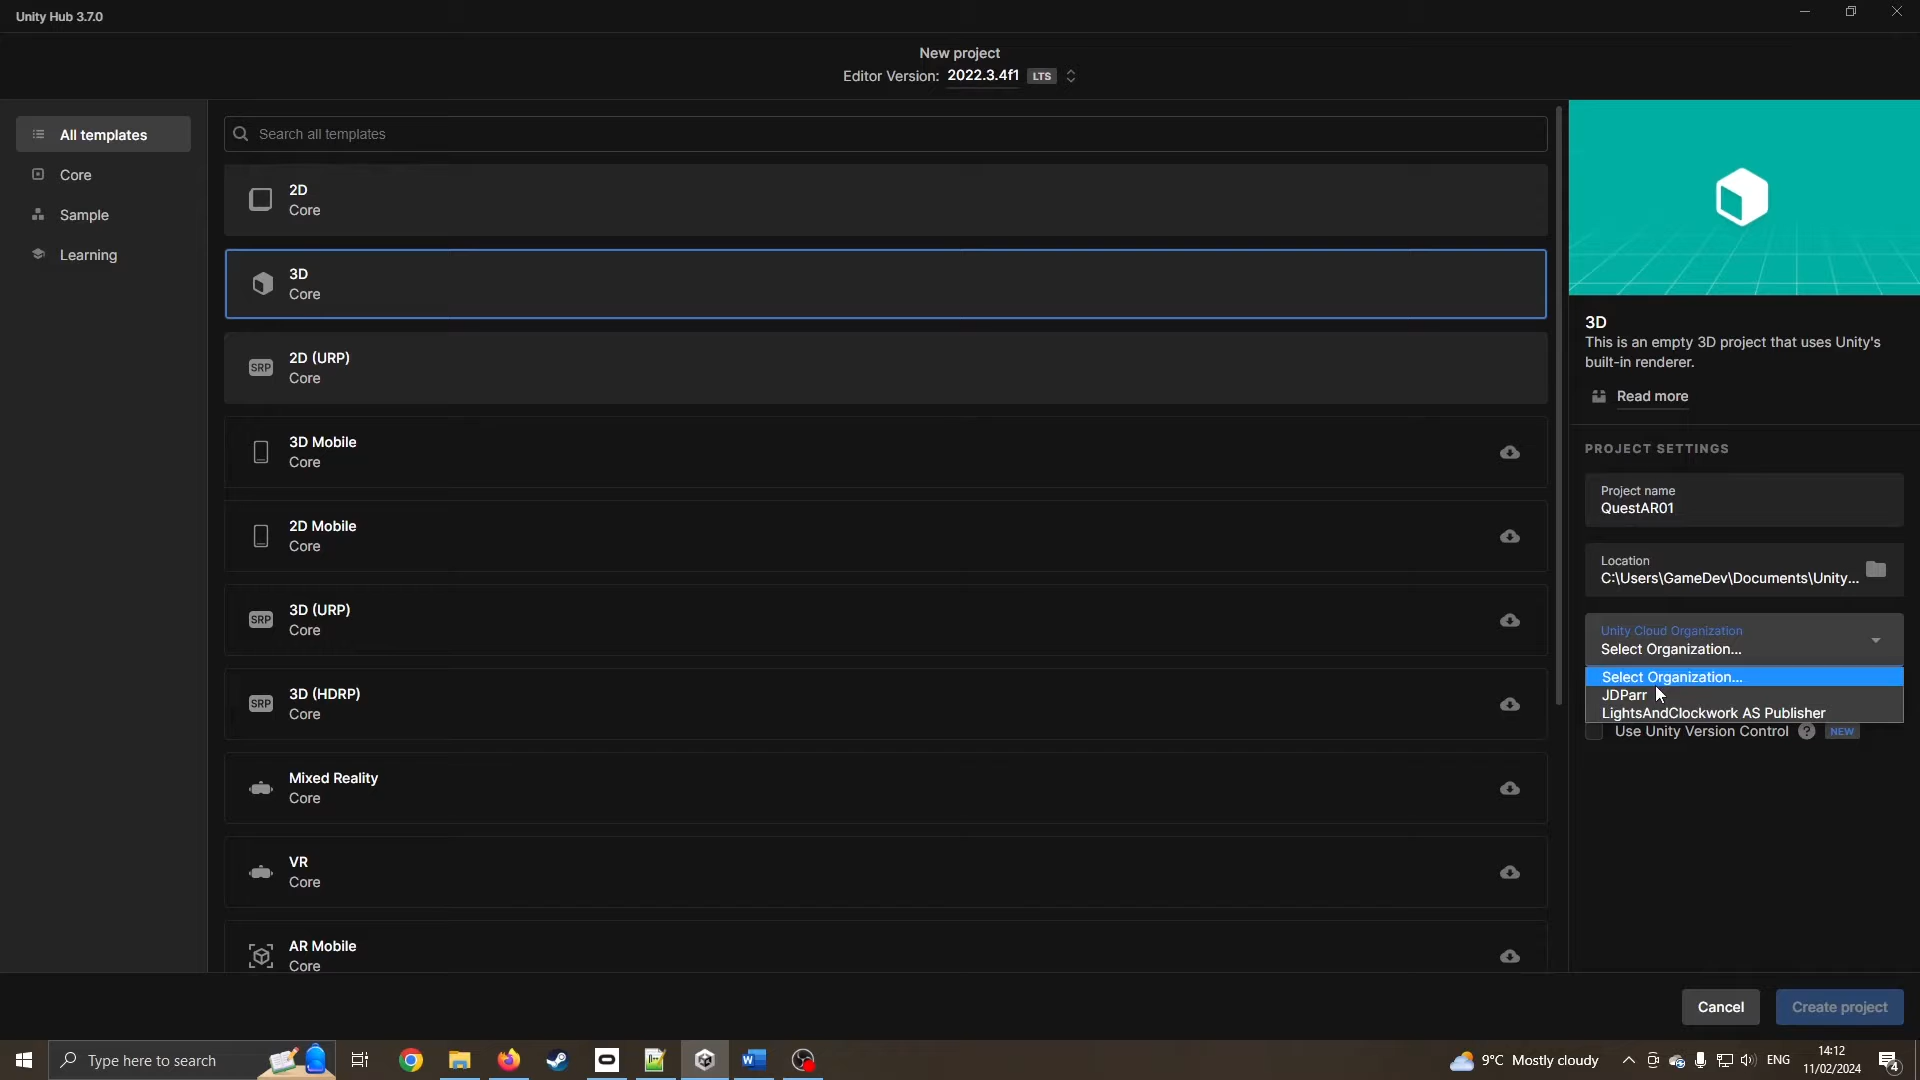 Unity Hub 3.7.0
New project
Editor Version: 2022.3.4f1 LTS
All templates
Core
Sample
Learning
Search all templates
2D
Core
3D
Core
SRP
2D (URP)
Core
3D Mobile
Core
2D Mobile
Core
SRP
3D (URP)
Core
SRP
3D (HDRP)
Core
Mixed Reality
Core
VR
Core
AR Mobile
Core
3D
This is an empty 3D project that uses Unity's
built-in renderer.
Read more
PROJECT SETTINGS
Project name
QuestAR01
Location
C:\Users\GameDev\Documents\Unity...
Unity Cloud Organization
Select Organization...
Select Organization...
JDParr
LightsAndClockwork AS Publisher
Use Unity Version Control ? NEW
Cancel
Create project
Type here to search
9°C Mostly cloudy
ENG
14:12
11/02/2024
4